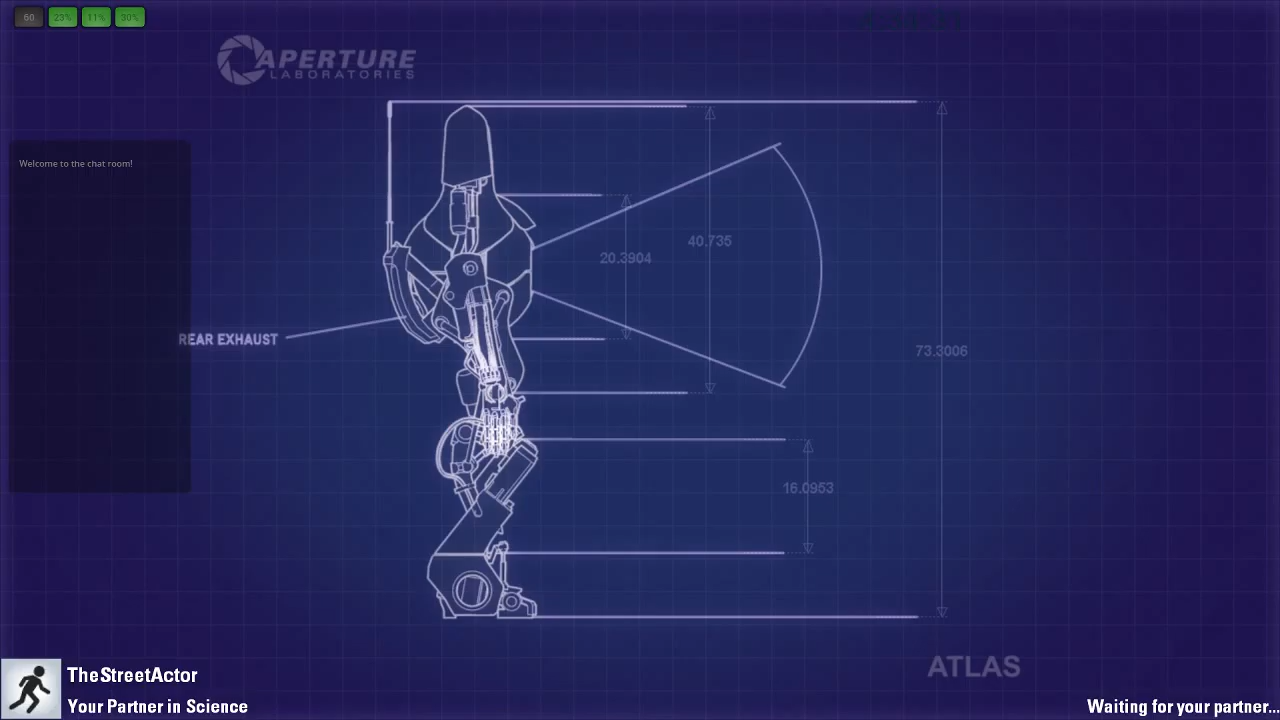 60 23% 11% 30%
APERTURE
LABORATORIES
Welcome to the chat room!
40.735
20.3904
REAR EXHAUST
73.3006
16.0953
ATLAS
TheStreetActor
Your Partner in Science
Waiting for your partner...